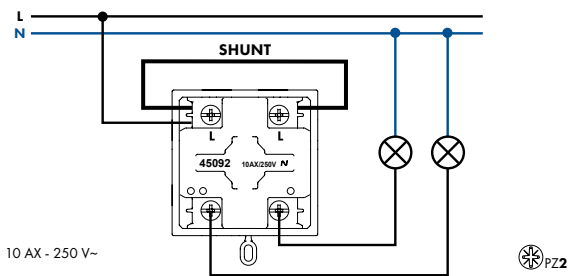 L
N
SHUNT
L L
45092 10AX/250V N
10 AX - 250 V~
PZ2